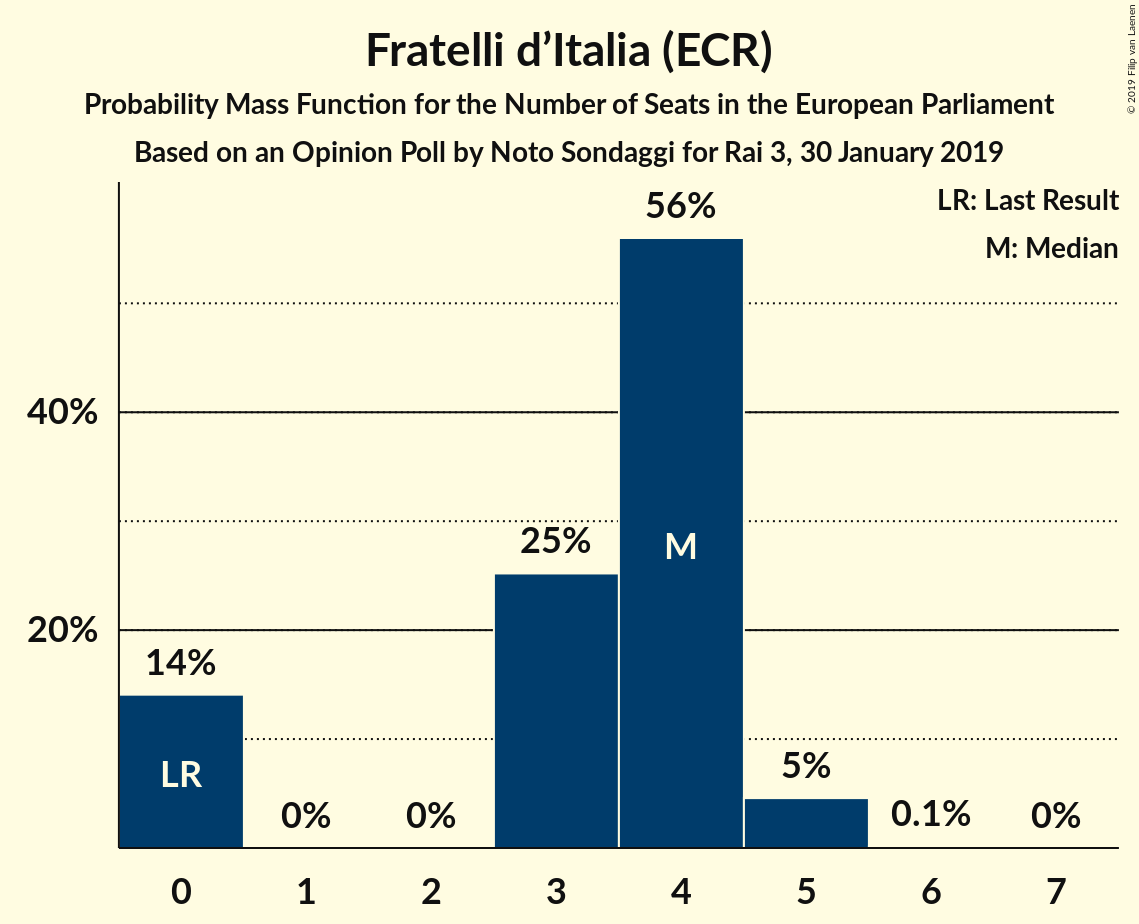 Fratelli d’Italia (ECR)
Probability Mass Function for the Number of Seats in the European Parliament
Based on an Opinion Poll by Noto Sondaggi for Rai 3, 30 January 2019
© 2019 Filip van Laenen
LR: Last Result
M: Median
56%
40%
25%
M
20%
14%
LR
0%
0%
5%
0.1%
0%
0 1 2 3 4 5 6 7